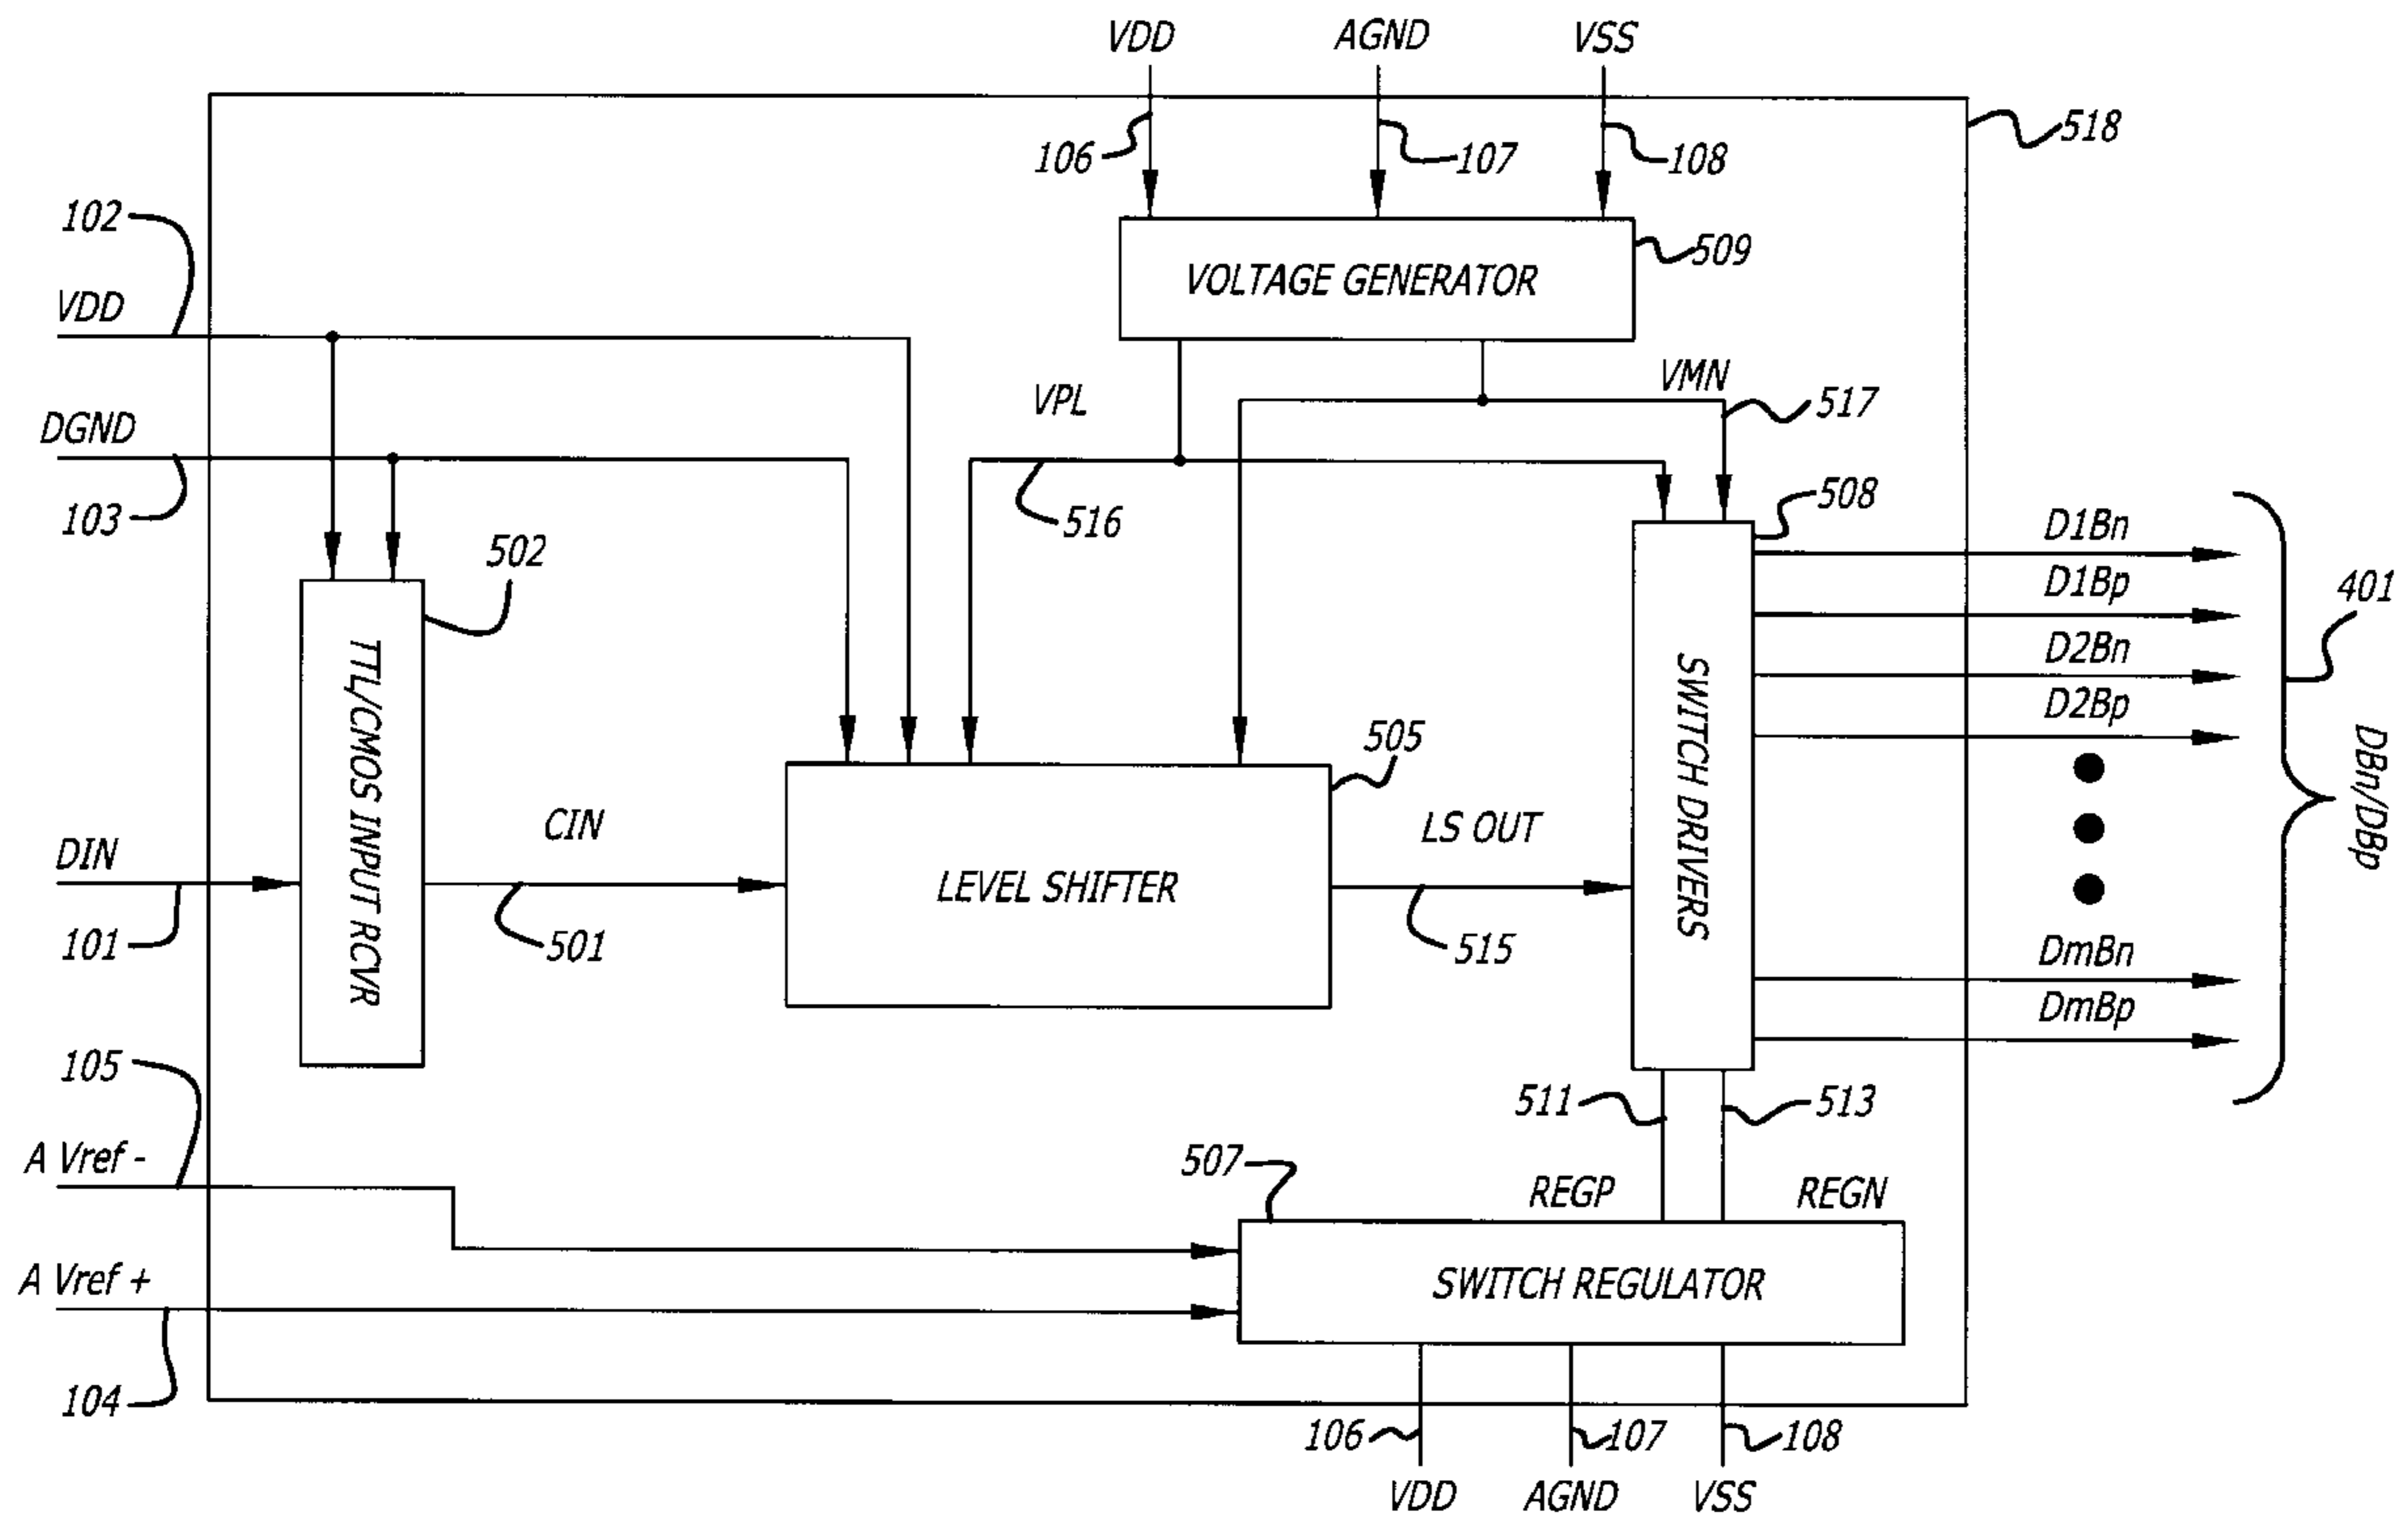 VDD
AGND
VSS
106
107
108
518
102
509
VOLTAGE GENERATOR
VDD
VPL
VMN
517
DGND
103
516
508
502
D1Bn
D1Bp
401
D2Bn
D2Bp
TTL/CMOS INPUT RCVR
SWITCH DRIVERS
505
DBn/DBp
DIN
CIN
LS OUT
LEVEL SHIFTER
101
501
515
DmBn
DmBp
105
511
513
A Vref -
507
REGP
REGN
A Vref +
SWITCH REGULATOR
104
106
107
108
VDD
AGND
VSS